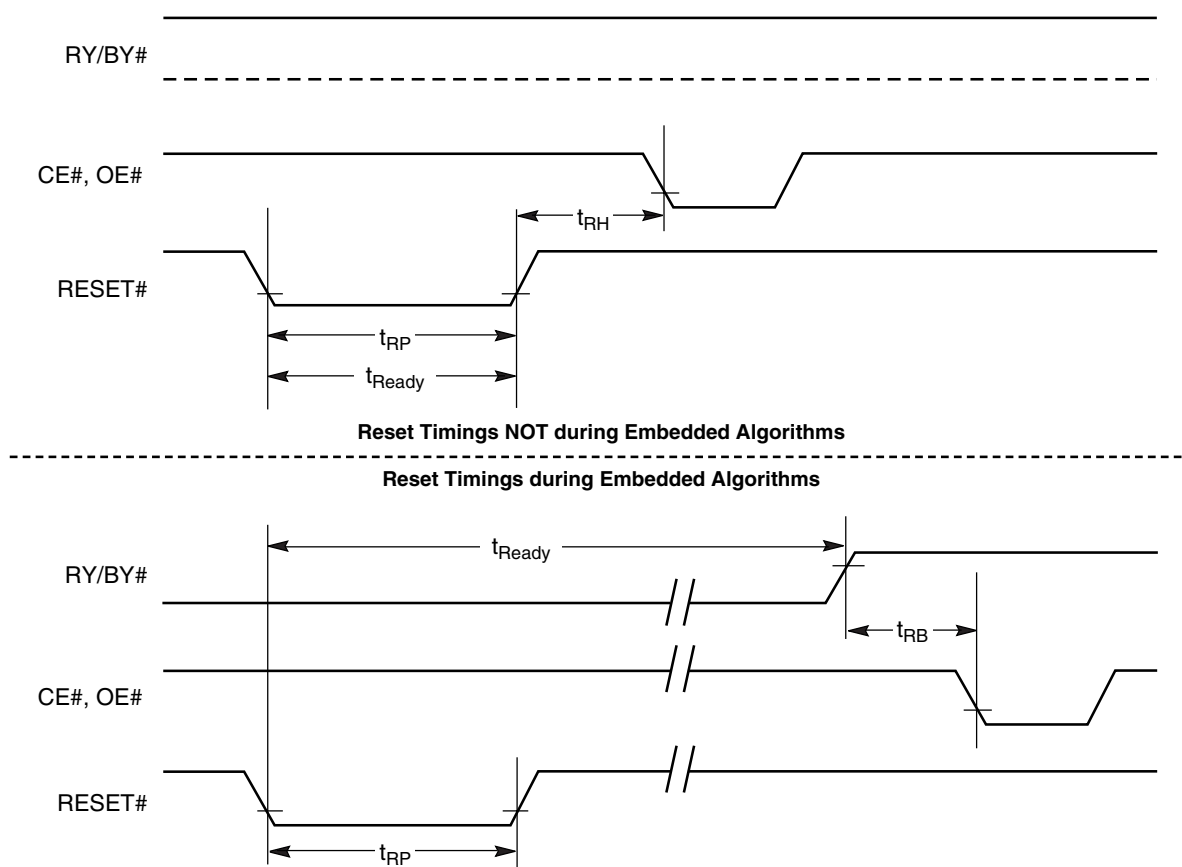 RY/BY#
CE#, OE#
tRH
RESET#
tRP
tReady
Reset Timings NOT during Embedded Algorithms
Reset Timings during Embedded Algorithms
tReady
RY/BY#
tRB
CE#, OE#
RESET#
tRP